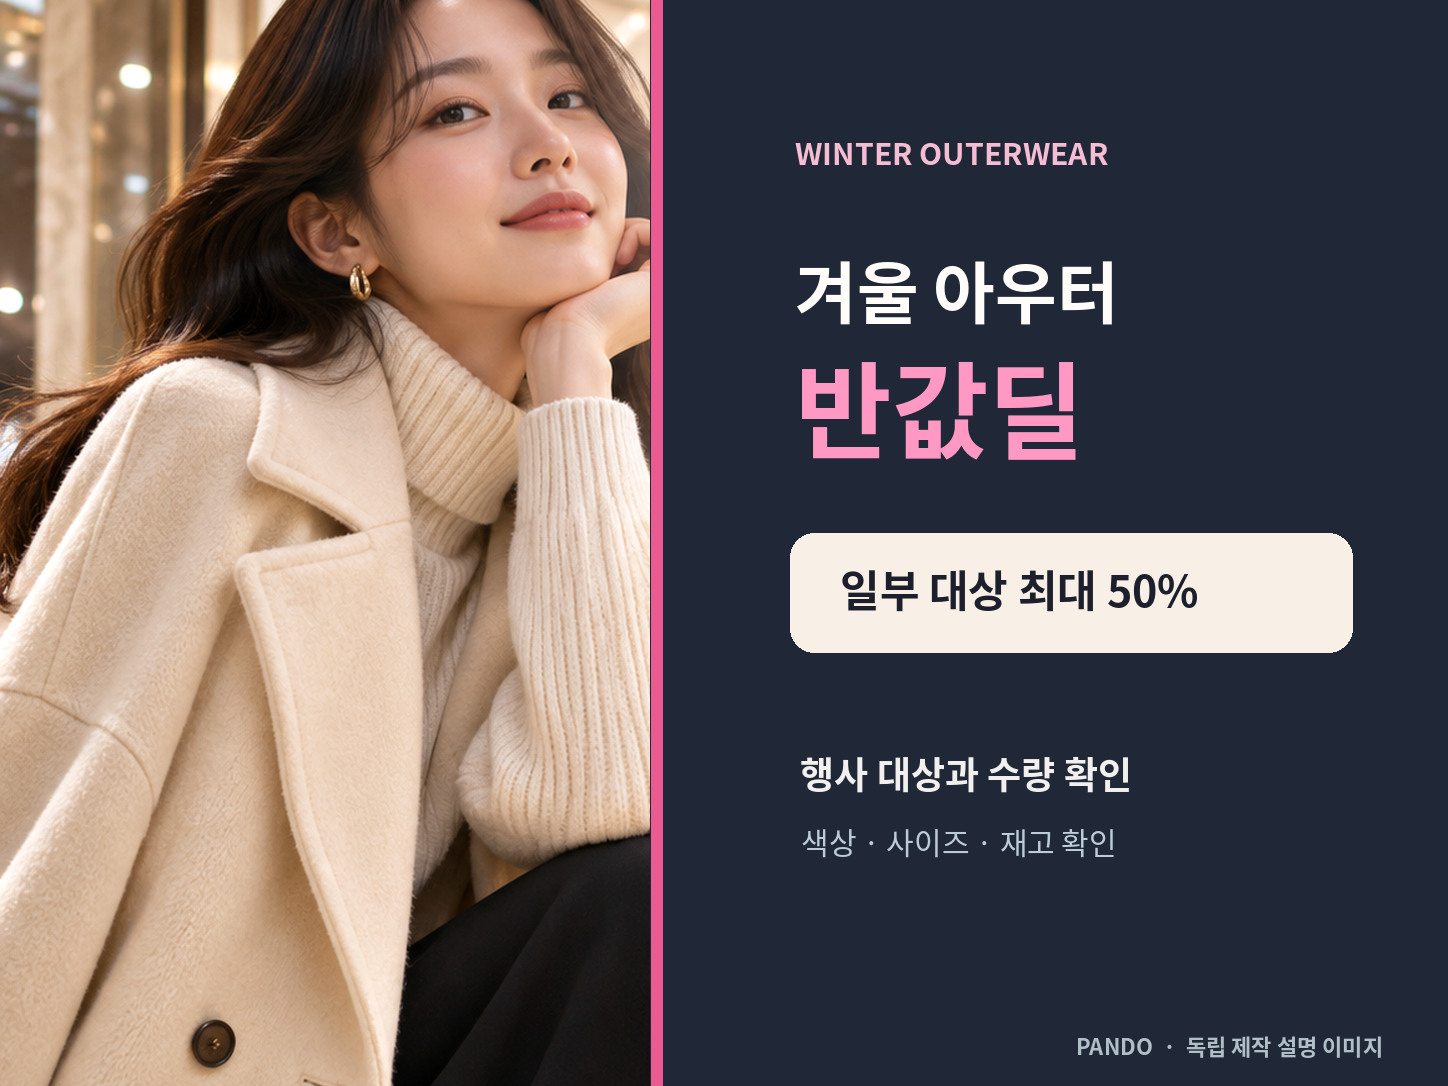 WINTER OUTERWEAR
겨울 아우터
반값딜
일부 대상 최대 50%
행사 대상과 수량 확인
색상 · 사이즈 · 재고 확인
PANDO · 독립 제작 설명 이미지